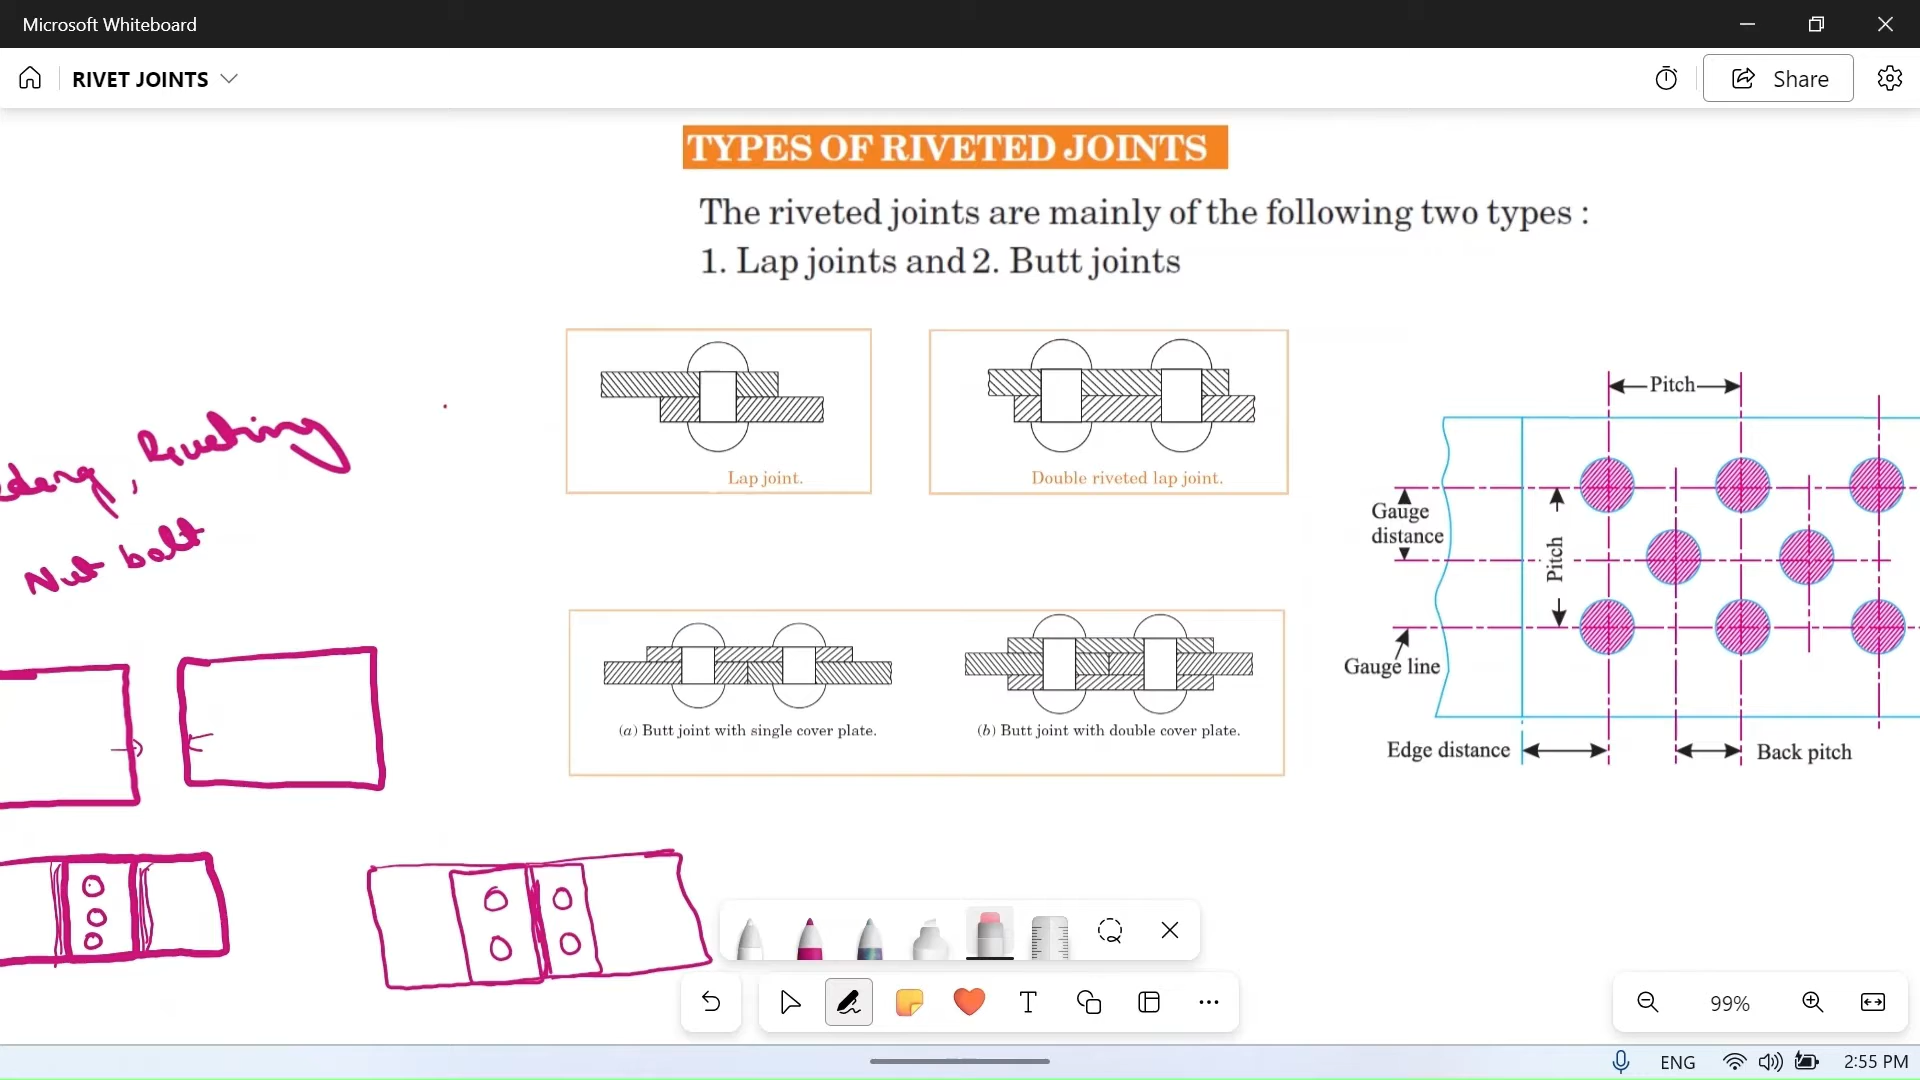 Microsoft Whiteboard
RIVET JOINTS
Share
TYPES OF RIVETED JOINTS
The riveted joints are mainly of the following two types :
1. Lap joints and 2. Butt joints
Lap joint.
Double riveted lap joint.
(a) Butt joint with single cover plate.
(b) Butt joint with double cover plate.
Pitch
Gauge
distance
Pitch
Gauge line
Edge distance
Back pitch
, Riveting
Nut bolt
T
99%
ENG
2:55 PM